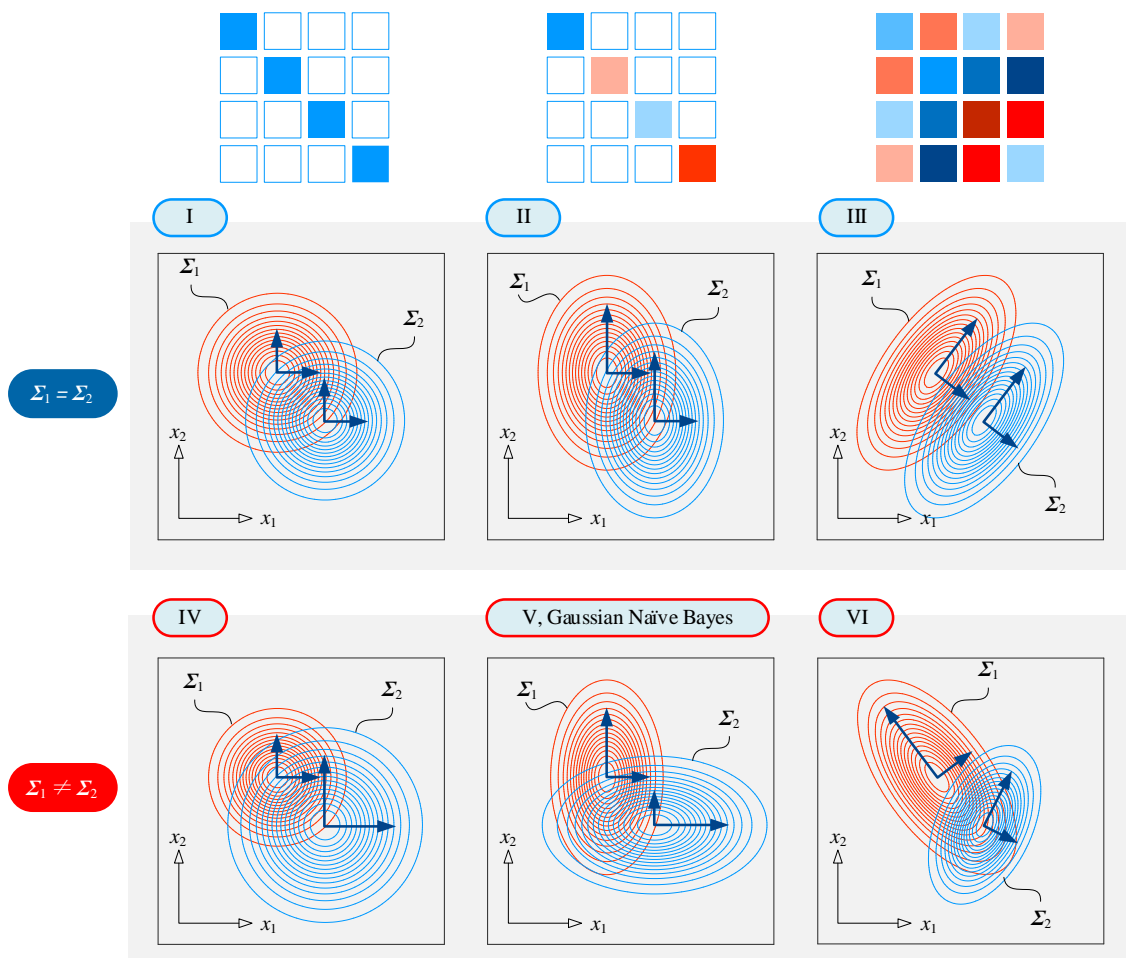 I
II
III
Σ₁
Σ₂
x₂
x₁
Σ₁
Σ₂
x₂
x₁
Σ₁
Σ₂
x₂
x₁
Σ₁ = Σ₂
IV
V, Gaussian Naïve Bayes
VI
Σ₁
Σ₂
x₂
x₁
Σ₁
Σ₂
x₂
x₁
Σ₁
Σ₂
x₂
x₁
Σ₁ ≠ Σ₂